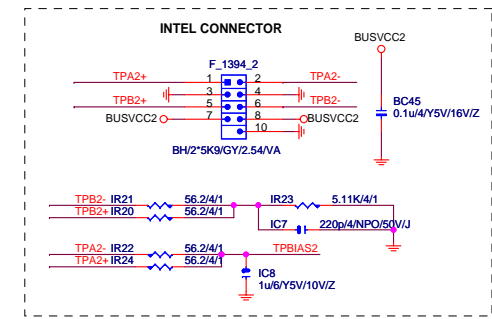 INTEL CONNECTOR
BUSVCC2
F_1394_2
TPA2+ 1 2 TPA2-
3 4
TPB2+ 5 6 TPB2-
BUSVCC2 7 8 BUSVCC2
10
BH/2*5K9/GY/2.54/VA
BC45
0.1u/4/Y5V/16V/Z
TPB2- IR21 56.2/4/1 IR23 5.11K/4/1
TPB2+ IR20 56.2/4/1
IC7 220p/4/NPO/50V/J
TPA2- IR22 56.2/4/1 TPBIAS2
TPA2+ IR24 56.2/4/1
IC8
1u/6/Y5V/10V/Z